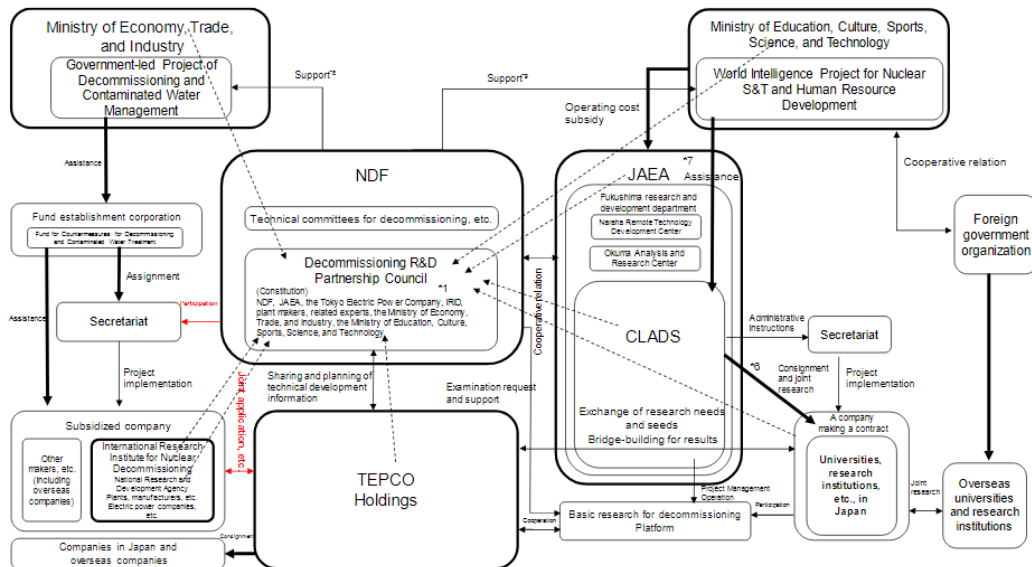 Ministry of Economy, Trade,
and Industry
Government-led Project of
Decommissioning and
Contaminated Water
Management
Support*8
Support*9
Ministry of Education, Culture, Sports,
Science, and Technology
World Intelligence Project for Nuclear
S&T and Human Resource
Development
Operating cost
subsidy
Assistance
Cooperative relation
NDF
Technical committees for decommissioning, etc.
Decommissioning R&D
Partnership Council
(Constitution) *1
NDF, JAEA, the Tokyo Electric Power Company, IRID,
plant makers, related experts, the Ministry of Economy,
Trade, and Industry, the Ministry of Education, Culture,
Sports, Science, and Technology
JAEA
*7
Assistance
Fukushima research and
development department
Naraha Remote Technology
Development Center
Okuma Analysis and
Research Center
CLADS
Exchange of research needs
and seeds
Bridge-building for results
Foreign
government
organization
Fund establishment corporation
Fund for Countermeasures for Decommissioning
and Contaminated Water Treatment
Assignment
Assistance
Participation
Secretariat
Project
implementation
Cooperative relation
Administrative
instructions
Secretariat
*6
Consignment
and joint
research
Project
implementation
Joint application, etc.
Sharing and planning of
technical development
information
Examination request
and support
Subsidized company
Other
makers, etc.
(Including
overseas
companies)
International Research
Institute for Nuclear
Decommissioning
National Research and
Development Agency
Plants, manufacturers, etc.
Electric power companies,
etc.
TEPCO
Holdings
A company
making a contract
Universities,
research
institutions,
etc., in
Japan
Joint
research
Overseas
universities and
research
institutions
Project Management
Operation
Basic research for decommissioning
Platform
Participation
Cooperation
Consignment
Companies in Japan and
overseas companies